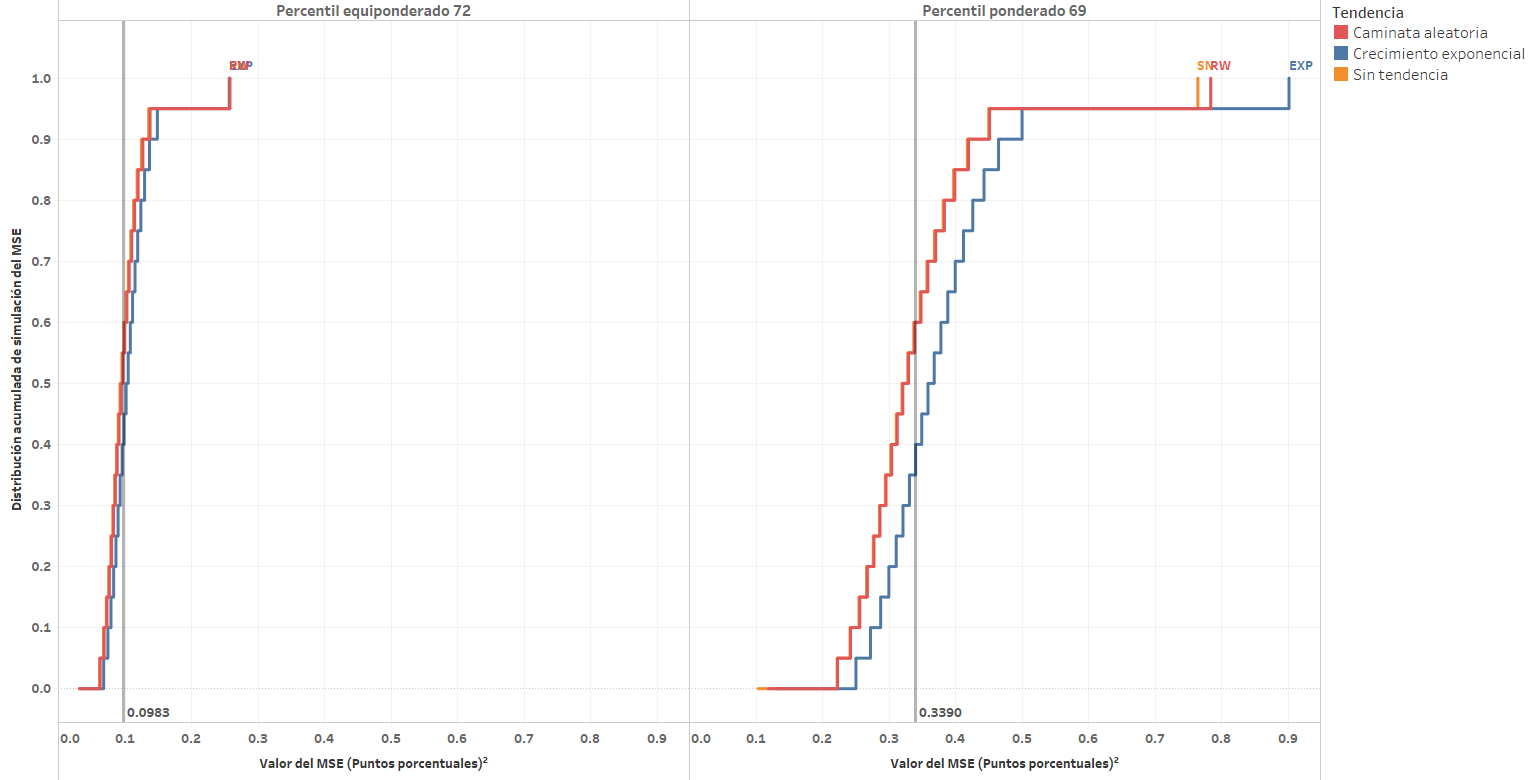 Percentil equiponderado 72
Percentil ponderado 69
Tendencia
Caminata aleatoria
Crecimiento exponencial
Sin tendencia
RW EXP
SN RW EXP
Distribución acumulada de simulación del MSE
1.0
0.9
0.8
0.7
0.6
0.5
0.4
0.3
0.2
0.1
0.0
0.0983
0.3390
0.0 0.1 0.2 0.3 0.4 0.5 0.6 0.7 0.8 0.9
0.0 0.1 0.2 0.3 0.4 0.5 0.6 0.7 0.8 0.9
Valor del MSE (Puntos porcentuales)²
Valor del MSE (Puntos porcentuales)²